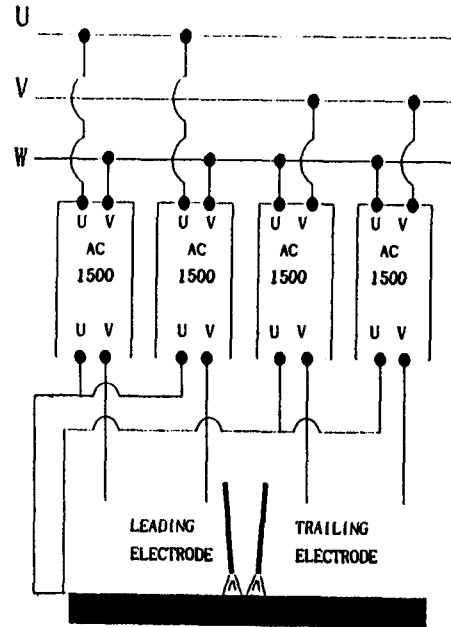 U
V
W
U V U V U V U V
AC AC AC AC
1500 1500 1500 1500
U V U V U V U V
LEADING TRAILING
ELECTRODE ELECTRODE